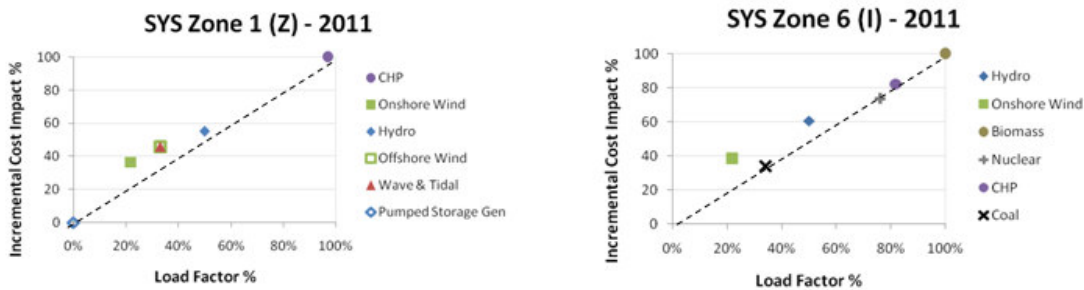 SYS Zone 1 (Z) - 2011
Incremental Cost Impact %
100
80
60
40
20
0
0%
20%
40%
60%
80%
100%
Load Factor %
CHP
Onshore Wind
Hydro
Offshore Wind
Wave & Tidal
Pumped Storage Gen
SYS Zone 6 (I) - 2011
Incremental Cost Impact %
100
80
60
40
20
0
0%
20%
40%
60%
80%
100%
Load Factor %
Hydro
Onshore Wind
Biomass
Nuclear
CHP
Coal